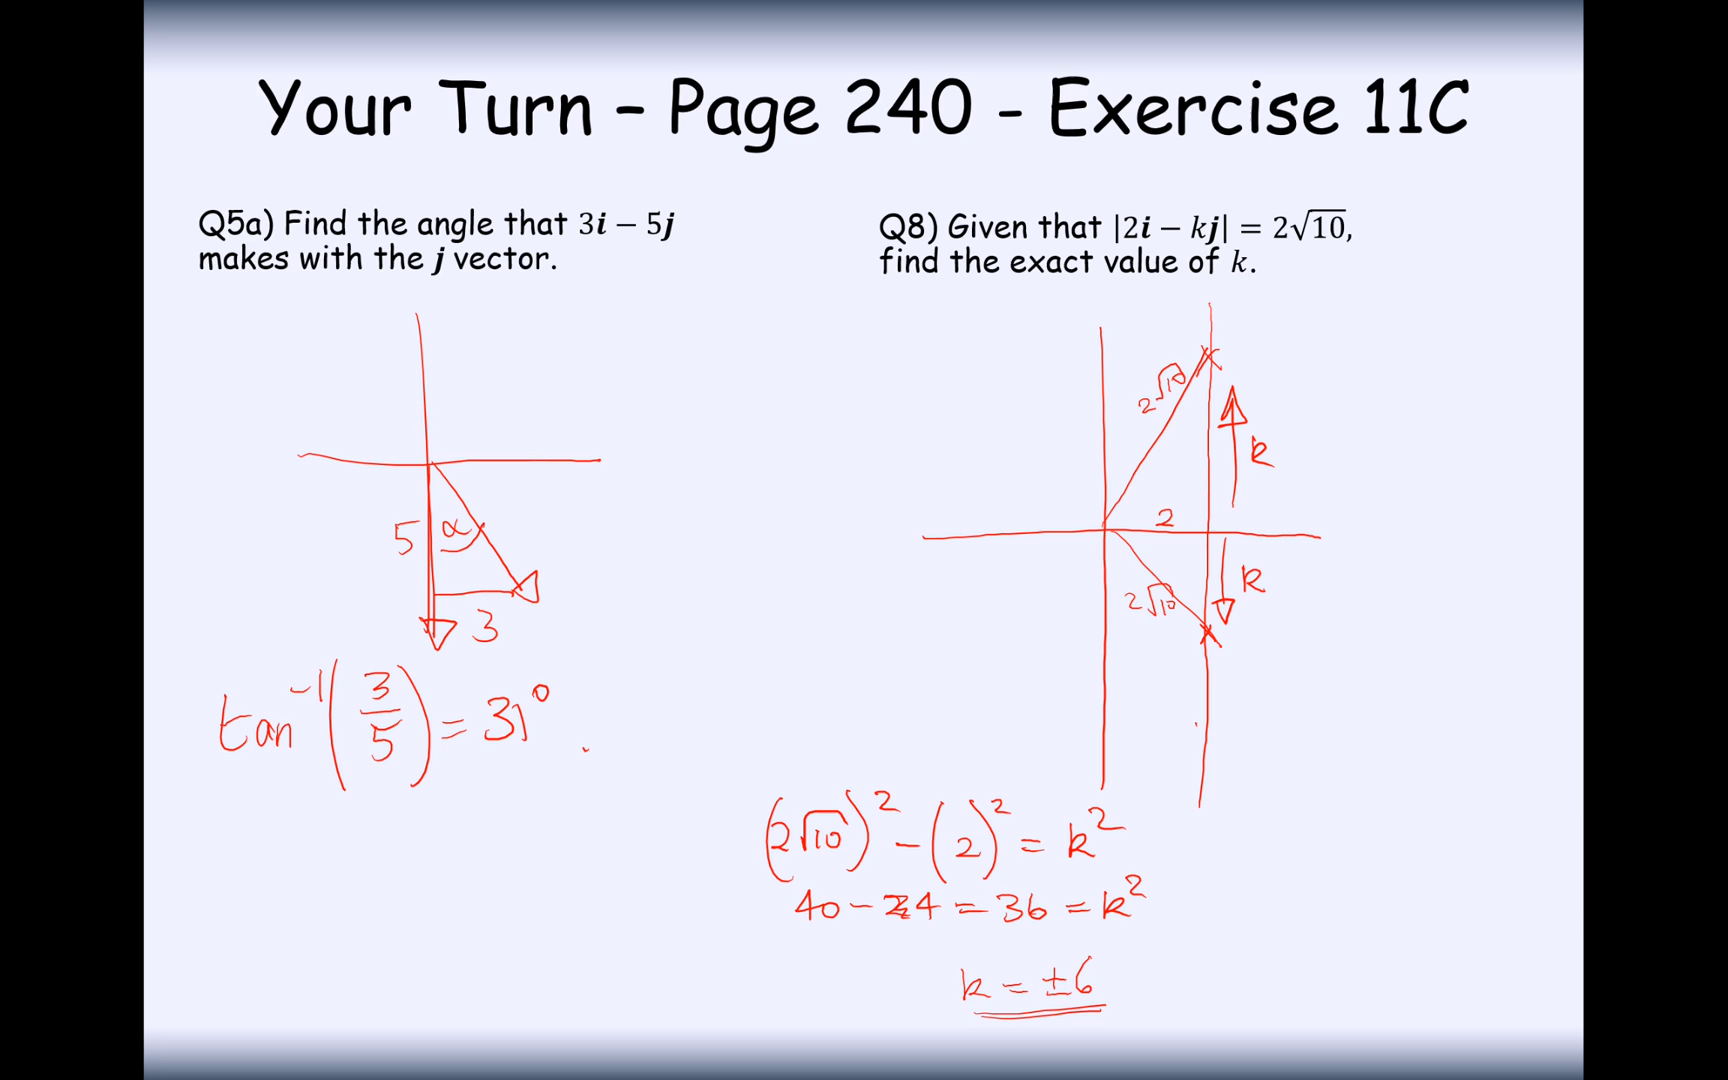 Your Turn – Page 240 - Exercise 11C
Q5a) Find the angle that 3i − 5j
makes with the j vector.
5
α
3
tan⁻¹(3/5) = 31°
Q8) Given that |2i − kj| = 2√10,
find the exact value of k.
2√10
k
2
k
2√10
(2√10)² − (2)² = k²
40 − 4 = 36 = k²
k = ±6